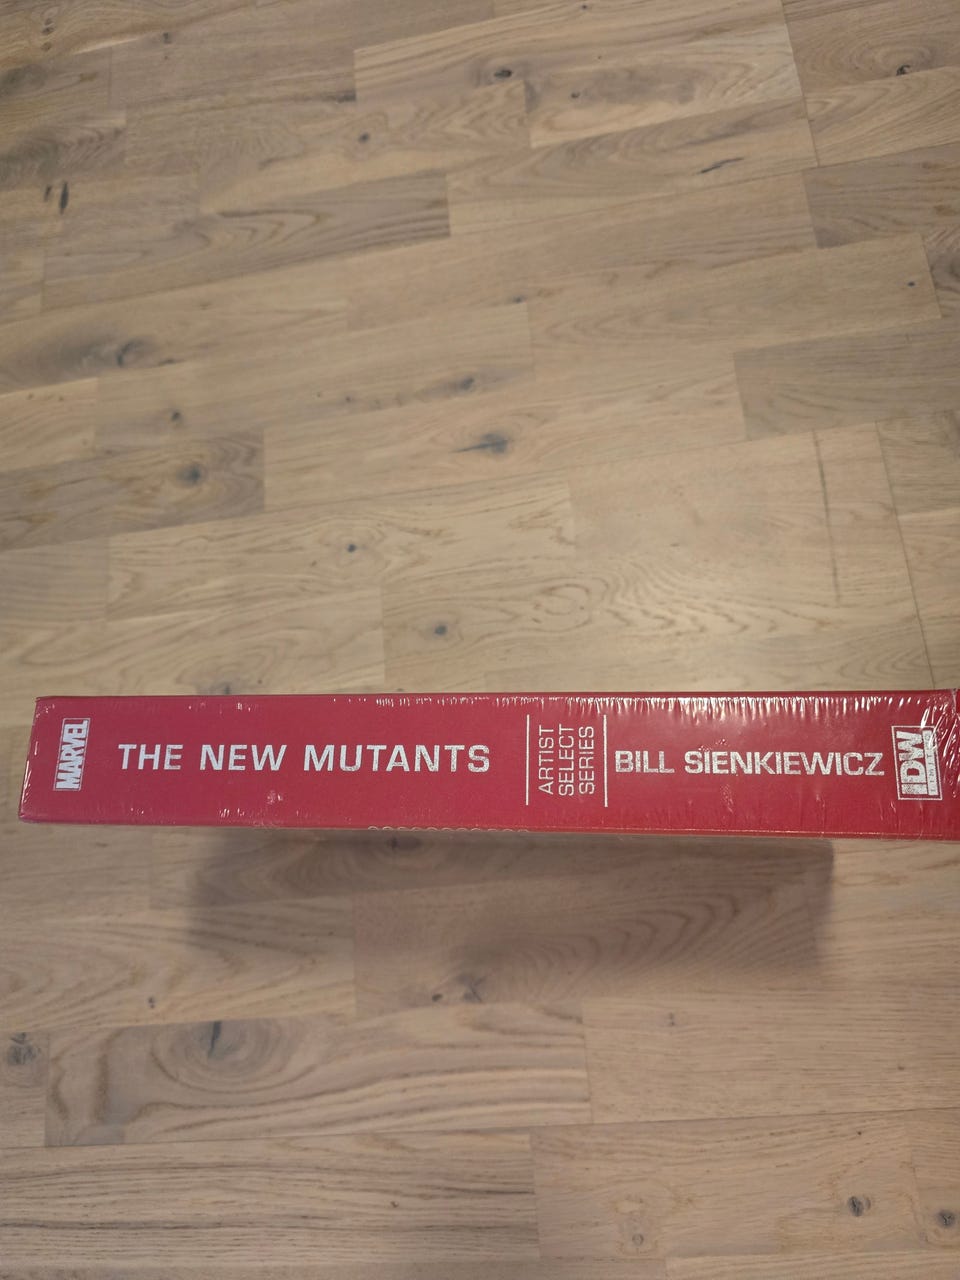 MARVEL
THE NEW MUTANTS
ARTIST
SELECT
SERIES
BILL SIENKIEWICZ
IDW